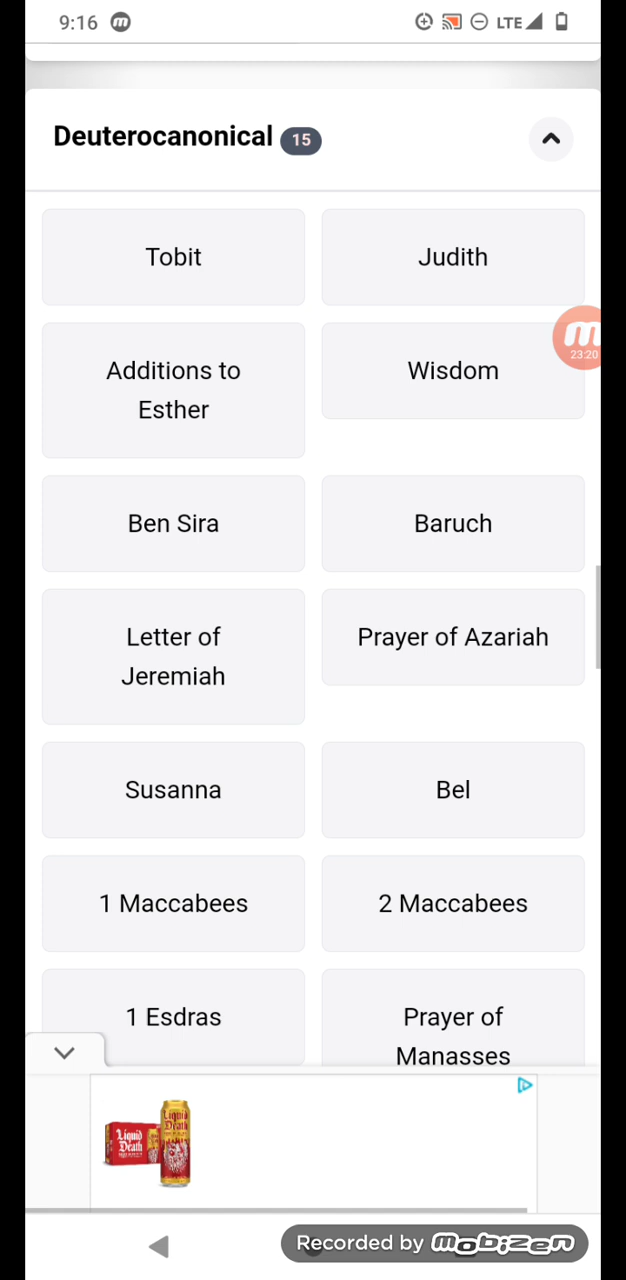 9:16 LTE
Deuterocanonical 15
Tobit
Judith
Additions to
Esther
Wisdom
23:20
Ben Sira
Baruch
Letter of
Jeremiah
Prayer of Azariah
Susanna
Bel
1 Maccabees
2 Maccabees
1 Esdras
Prayer of
Manasses
Liquid
Death
Liquid
Death
Recorded by mobizen